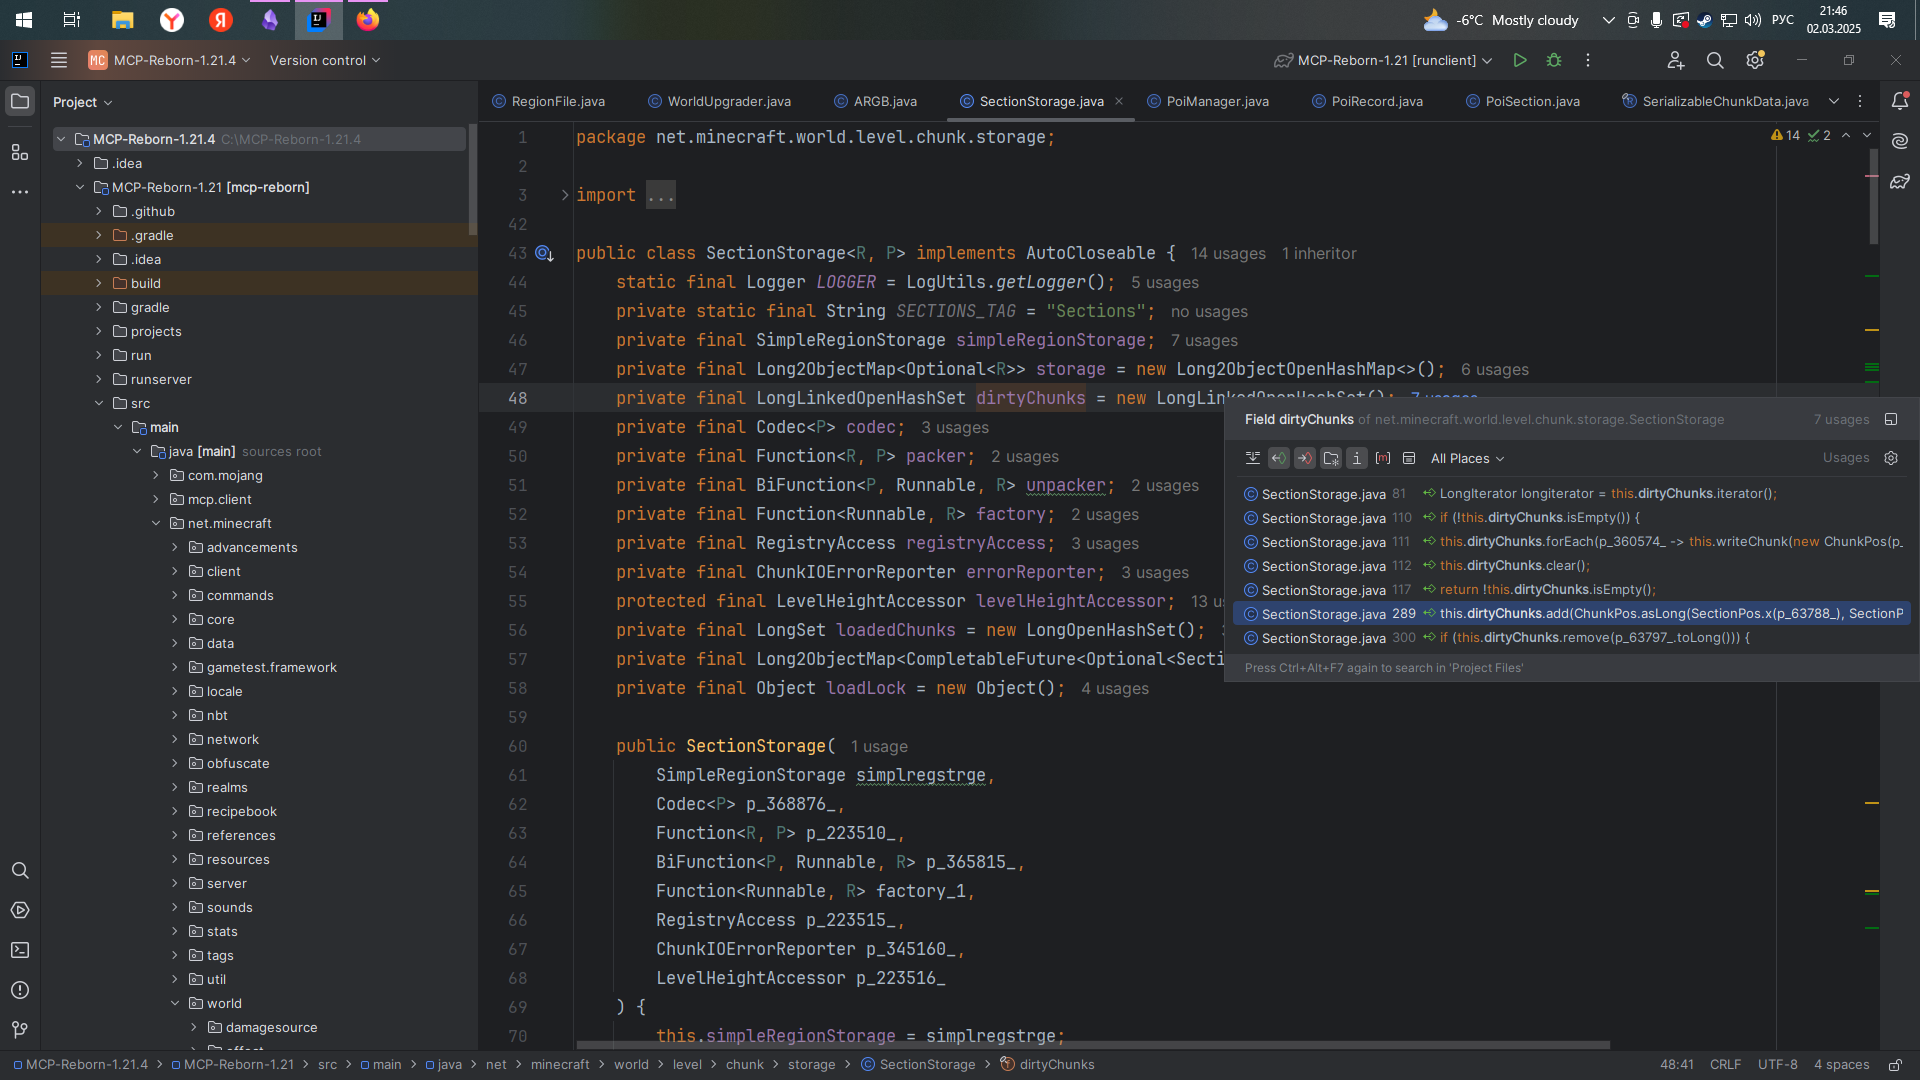 -6°C Mostly cloudy
РУС
21:46
02.03.2025
MC MCP-Reborn-1.21.4
Version control
MCP-Reborn-1.21 [runclient]
Project
MCP-Reborn-1.21.4 C:\MCP-Reborn-1.21.4
.idea
MCP-Reborn-1.21 [mcp-reborn]
.github
.gradle
.idea
build
gradle
projects
run
runserver
src
main
java [main] sources root
com.mojang
mcp.client
net.minecraft
advancements
client
commands
core
data
gametest.framework
locale
nbt
network
obfuscate
realms
recipebook
references
resources
server
sounds
stats
tags
util
world
damagesource
RegionFile.java
WorldUpgrader.java
ARGB.java
SectionStorage.java
PoiManager.java
PoiRecord.java
PoiSection.java
SerializableChunkData.java
14 2
1 package net.minecraft.world.level.chunk.storage;
2
3 import ...
42
43 public class SectionStorage<R, P> implements AutoCloseable { 14 usages 1 inheritor
44 static final Logger LOGGER = LogUtils.getLogger(); 5 usages
45 private static final String SECTIONS_TAG = "Sections"; no usages
46 private final SimpleRegionStorage simpleRegionStorage; 7 usages
47 private final Long2ObjectMap<Optional<R>> storage = new Long2ObjectOpenHashMap<>(); 6 usages
48 private final LongLinkedOpenHashSet dirtyChunks = new LongLinkedOpenHashSet(); 7 usages
49 private final Codec<P> codec; 3 usages
50 private final Function<R, P> packer; 2 usages
51 private final BiFunction<P, Runnable, R> unpacker; 2 usages
52 private final Function<Runnable, R> factory; 2 usages
53 private final RegistryAccess registryAccess; 3 usages
54 private final ChunkIOErrorReporter errorReporter; 3 usages
55 protected final LevelHeightAccessor levelHeightAccessor; 13 us
56 private final LongSet loadedChunks = new LongOpenHashSet();
57 private final Long2ObjectMap<CompletableFuture<Optional<Secti
58 private final Object loadLock = new Object(); 4 usages
59
60 public SectionStorage( 1 usage
61 SimpleRegionStorage simplregstrge,
62 Codec<P> p_368876_,
63 Function<R, P> p_223510_,
64 BiFunction<P, Runnable, R> p_365815_,
65 Function<Runnable, R> factory_1,
66 RegistryAccess p_223515_,
67 ChunkIOErrorReporter p_345160_,
68 LevelHeightAccessor p_223516_
69 ) {
70 this.simpleRegionStorage = simplregstrge;
Field dirtyChunks of net.minecraft.world.level.chunk.storage.SectionStorage 7 usages
All Places
Usages
SectionStorage.java 81 LongIterator longiterator = this.dirtyChunks.iterator();
SectionStorage.java 110 if (!this.dirtyChunks.isEmpty()) {
SectionStorage.java 111 this.dirtyChunks.forEach(p_360574_ -> this.writeChunk(new ChunkPos(p_
SectionStorage.java 112 this.dirtyChunks.clear();
SectionStorage.java 117 return !this.dirtyChunks.isEmpty();
SectionStorage.java 289 this.dirtyChunks.add(ChunkPos.asLong(SectionPos.x(p_63788_), SectionP
SectionStorage.java 300 if (this.dirtyChunks.remove(p_63797_.toLong())) {
Press Ctrl+Alt+F7 again to search in 'Project Files'
MCP-Reborn-1.21.4 > MCP-Reborn-1.21 > src > main > java > net > minecraft > world > level > chunk > storage > SectionStorage > dirtyChunks
48:41 CRLF UTF-8 4 spaces